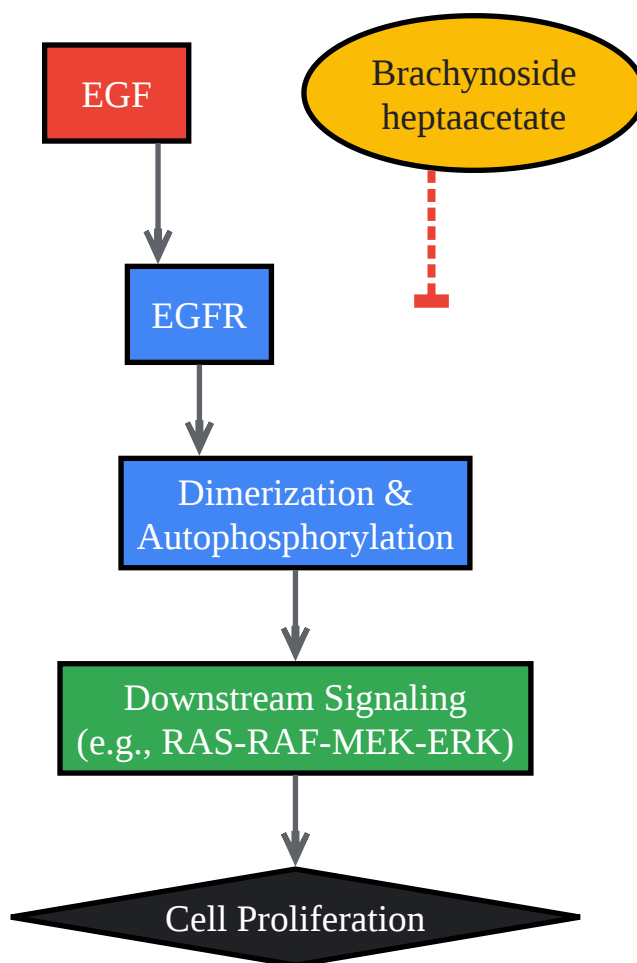 EGF
Brachynoside
heptaacetate
EGFR
Dimerization &
Autophosphorylation
Downstream Signaling
(e.g., RAS-RAF-MEK-ERK)
Cell Proliferation